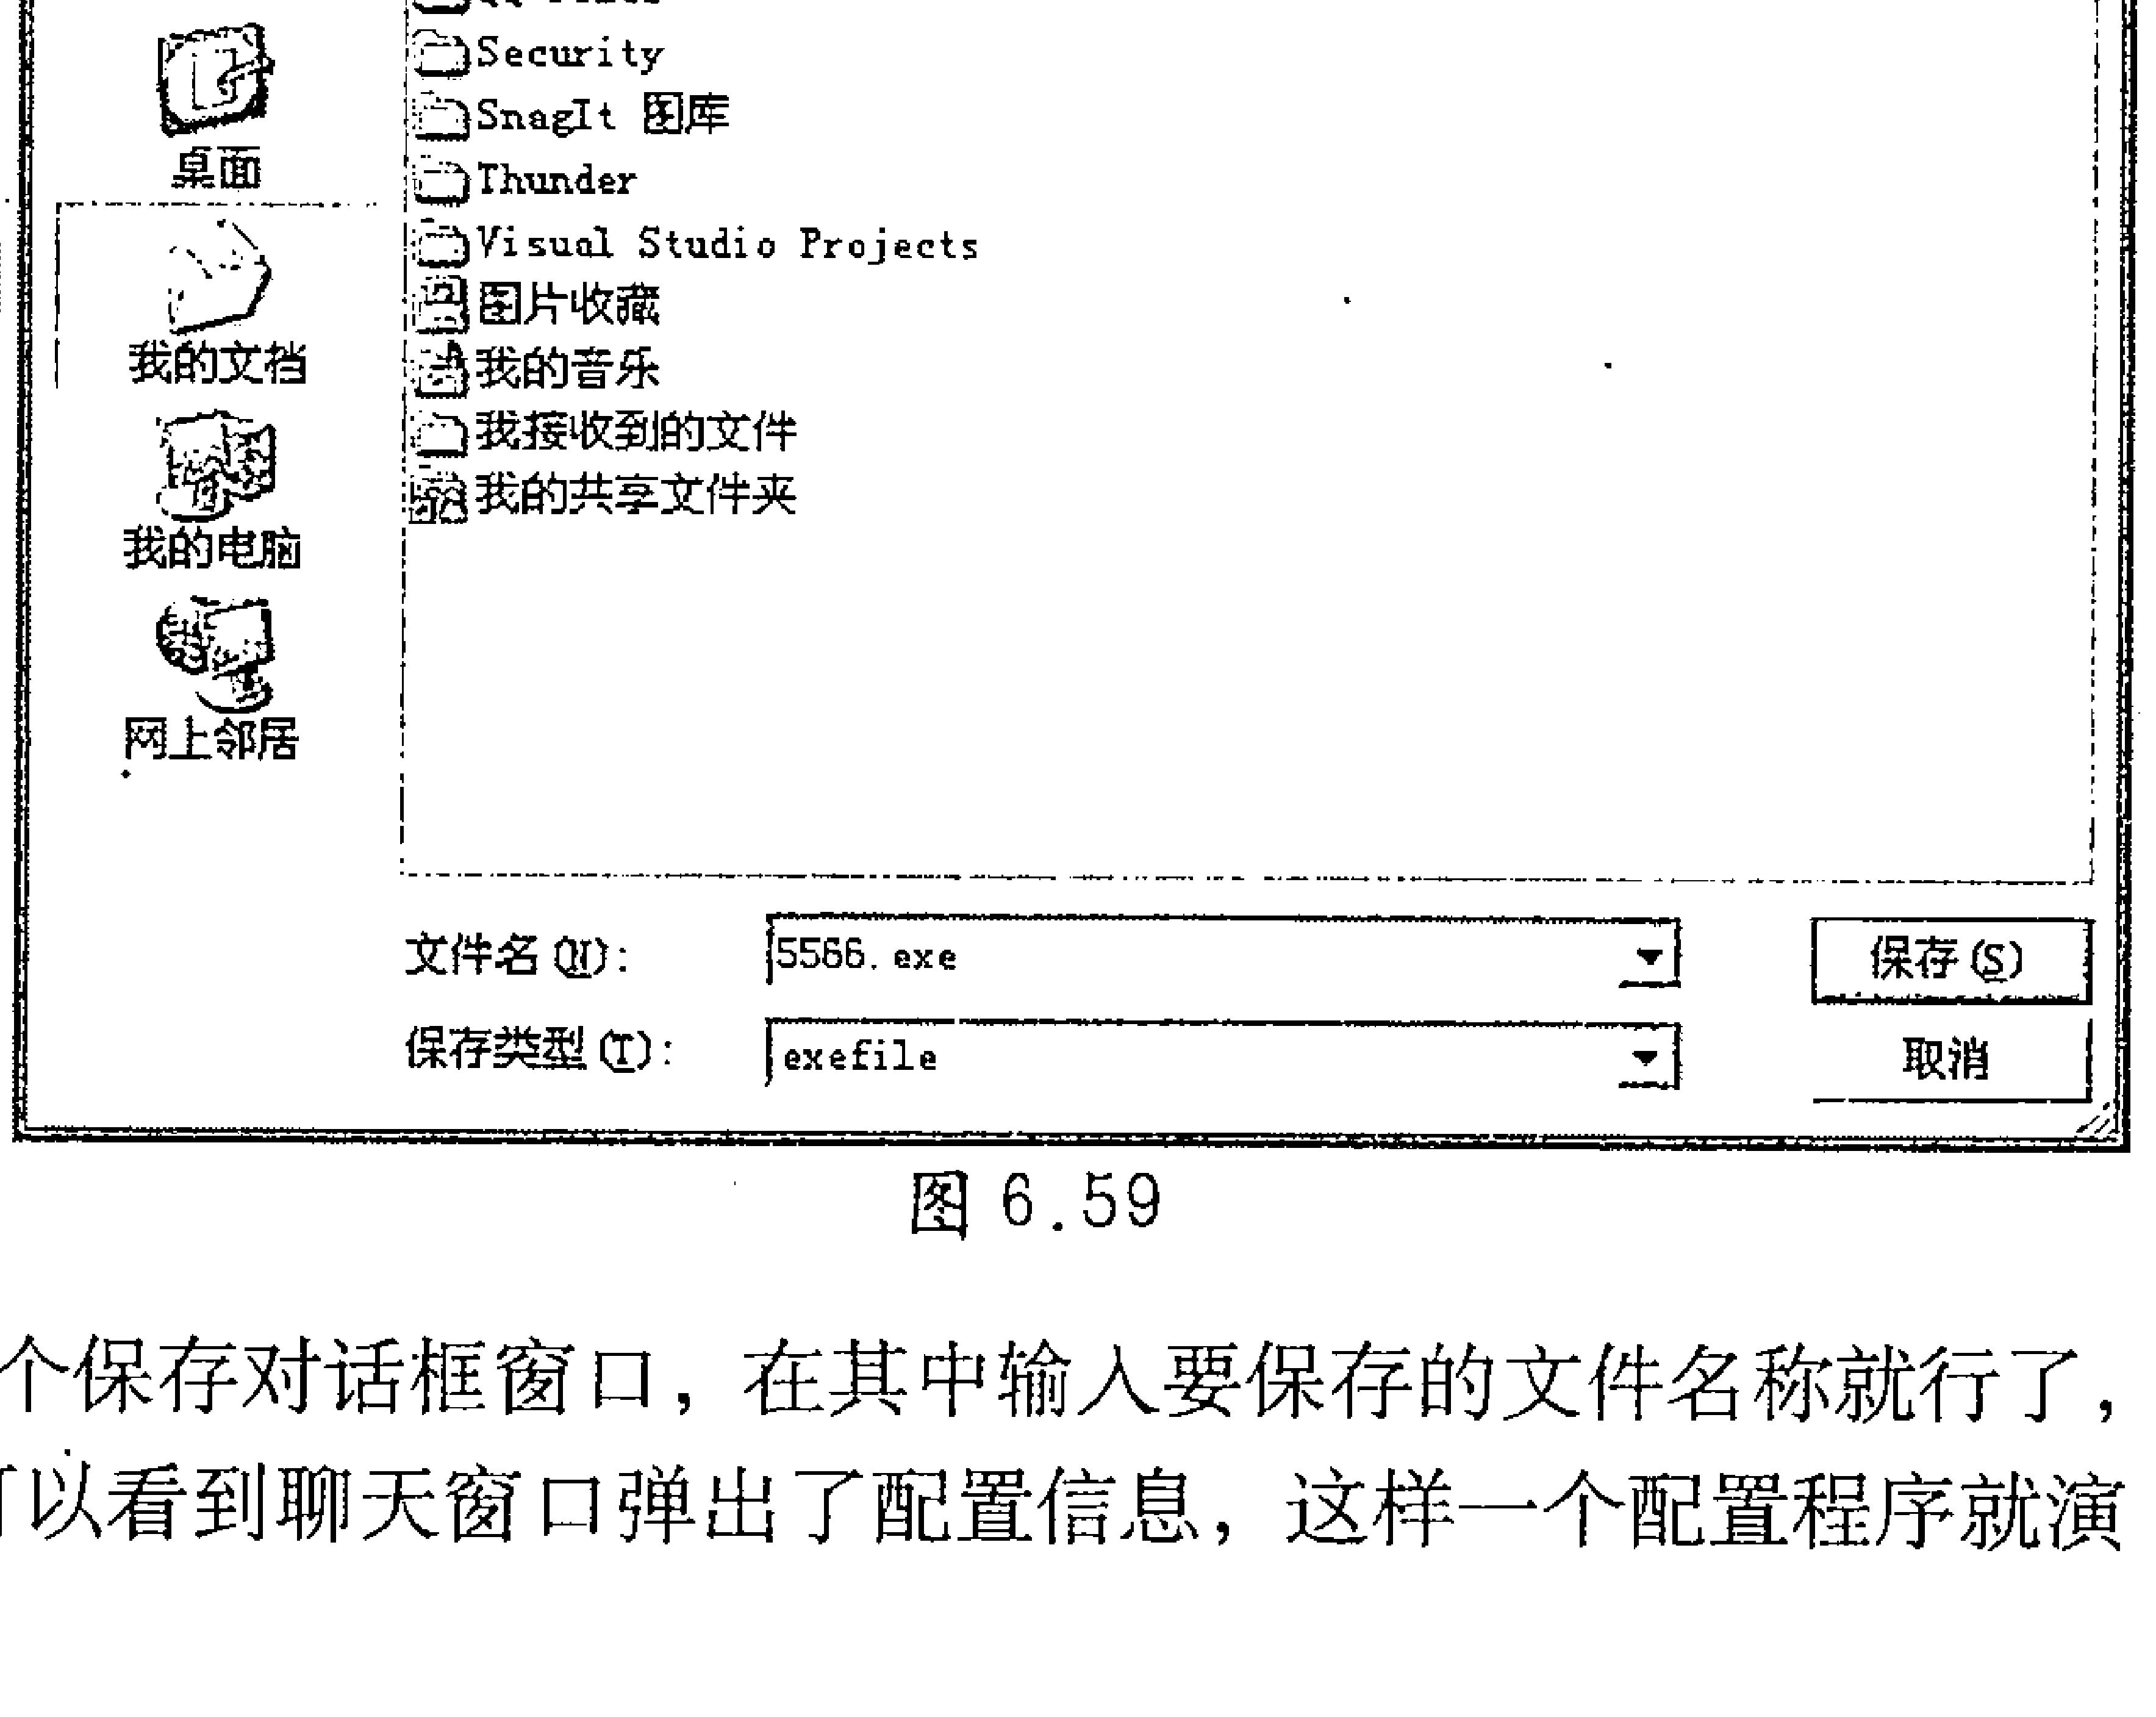 Security
SnagIt 图库
Thunder
Visual Studio Projects
图片收藏
我的音乐
我接收到的文件
我的共享文件夹
桌面
我的文档
我的电脑
网上邻居
文件名(N): 5566.exe 保存(S)
保存类型(T): exefile 取消
图 6.59
个保存对话框窗口，在其中输入要保存的文件名称就行了，
以看到聊天窗口弹出了配置信息，这样一个配置程序就演